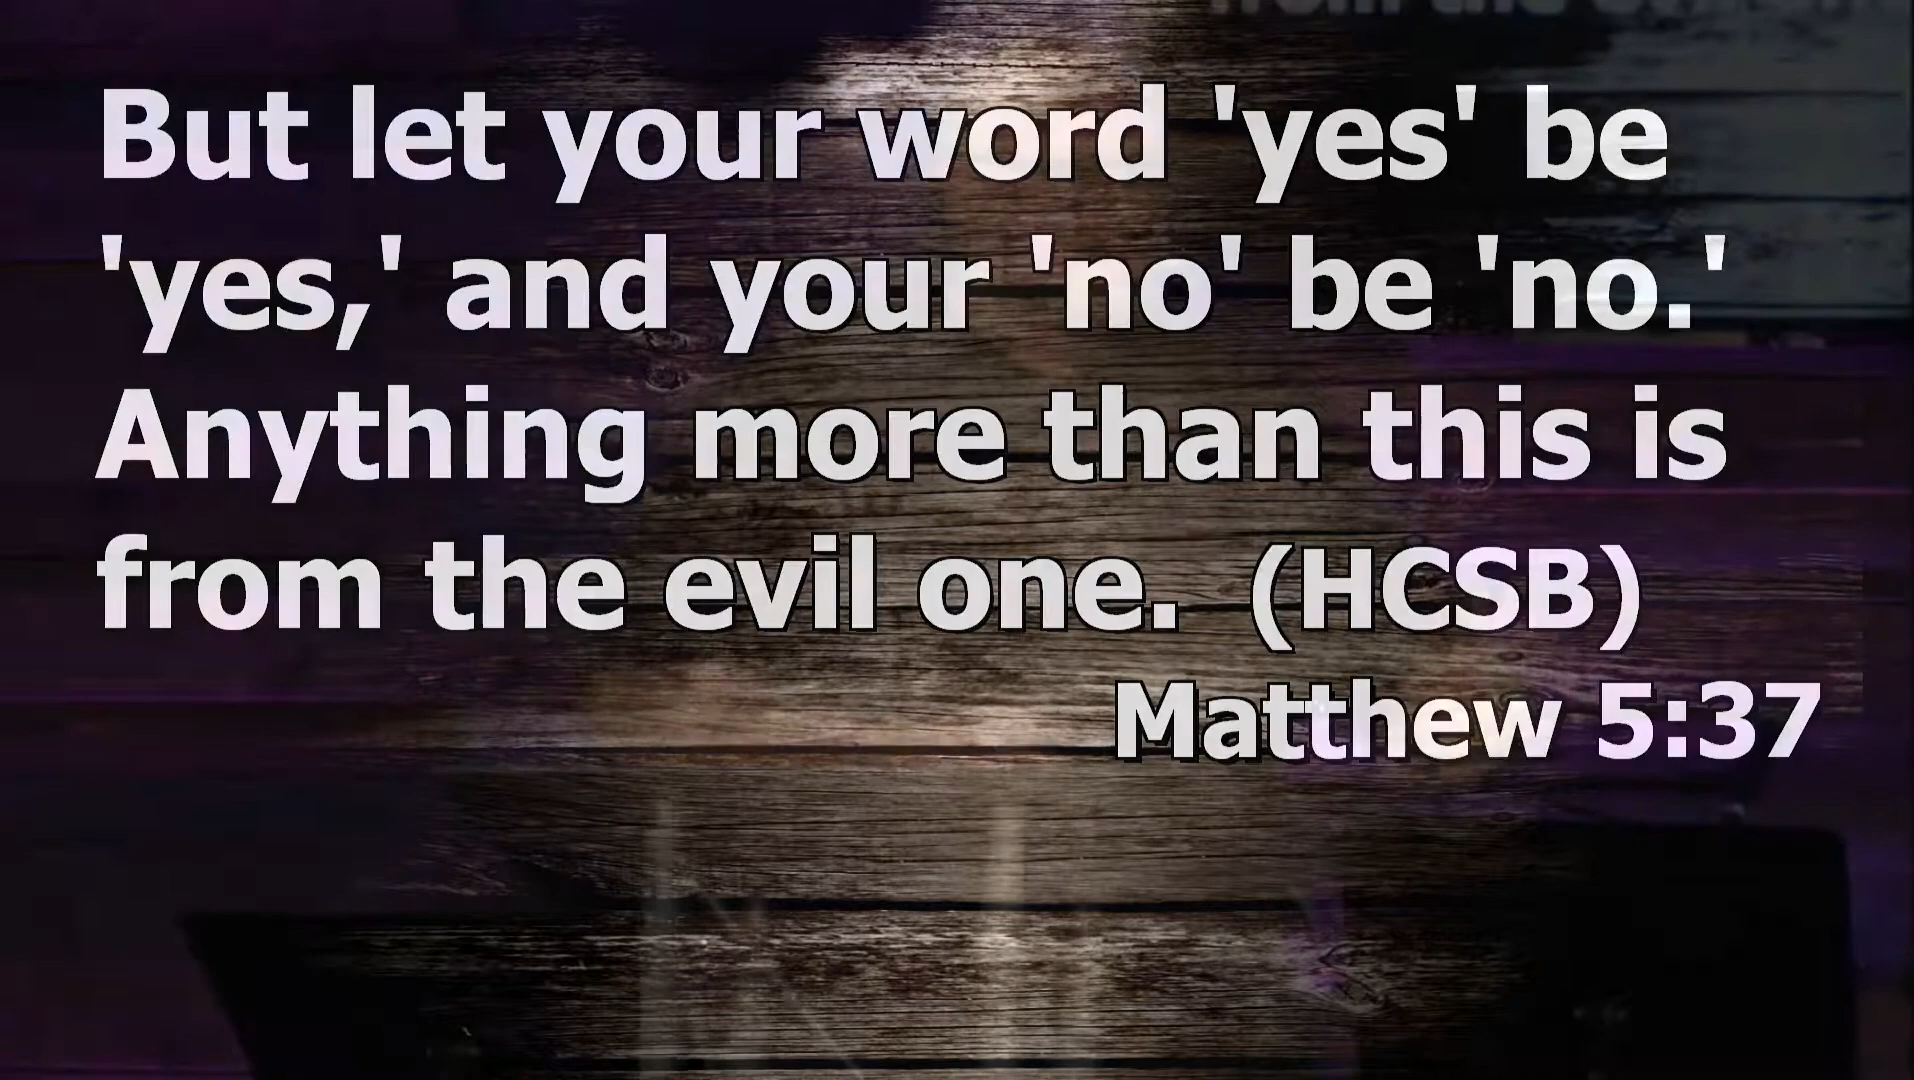 But let your word 'yes' be
'yes,' and your 'no' be 'no.'
Anything more than this is
from the evil one.  (HCSB)
Matthew 5:37